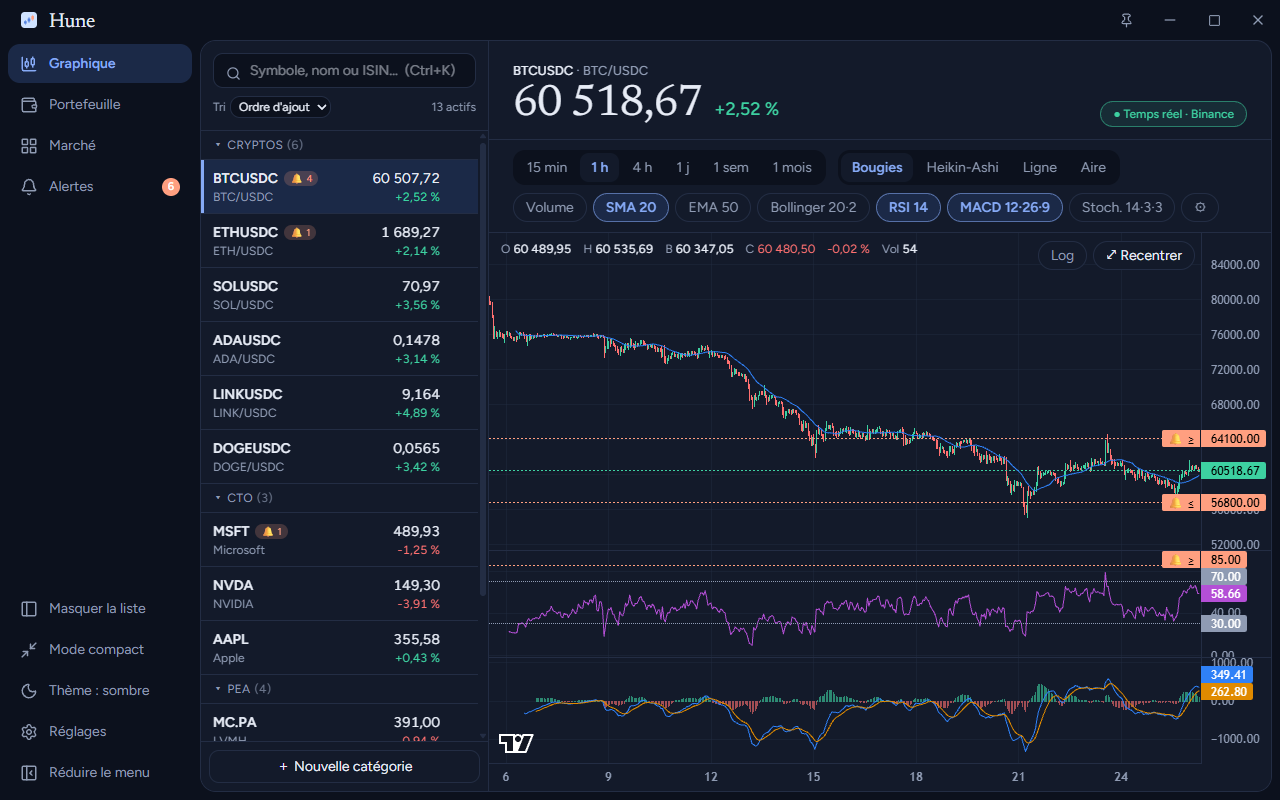 Hune
Graphique
Portefeuille
Marché
Alertes 6
Masquer la liste
Mode compact
Thème : sombre
Réglages
Réduire le menu
Symbole, nom ou ISIN... (Ctrl+K)
Tri Ordre d'ajout 13 actifs
CRYPTOS (6)
BTCUSDC 4 60 507,72
BTC/USDC +2,52 %
ETHUSDC 1 1 689,27
ETH/USDC +2,14 %
SOLUSDC 70,97
SOL/USDC +3,56 %
ADAUSDC 0,1478
ADA/USDC +3,14 %
LINKUSDC 9,164
LINK/USDC +4,89 %
DOGEUSDC 0,0565
DOGE/USDC +3,42 %
CTO (3)
MSFT 1 489,93
Microsoft -1,25 %
NVDA 149,30
NVIDIA -3,91 %
AAPL 355,58
Apple +0,43 %
PEA (4)
MC.PA 391,00
LVMH -0,94 %
+ Nouvelle catégorie
BTCUSDC · BTC/USDC
60 518,67 +2,52 %
Temps réel · Binance
15 min 1 h 4 h 1 j 1 sem 1 mois Bougies Heikin-Ashi Ligne Aire
Volume SMA 20 EMA 50 Bollinger 20·2 RSI 14 MACD 12·26·9 Stoch. 14·3·3
O 60 489,95 H 60 535,69 B 60 347,05 C 60 480,50 -0,02 % Vol 54
Log Recentrer
84000.00
80000.00
76000.00
72000.00
68000.00
≥ 64100.00
60518.67
≤ 56800.00
56000.00
52000.00
≥ 85.00
70.00
58.66
40.00
30.00
0.00
1000.00
349.41
262.80
0.00
−1000.00
6 9 12 15 18 21 24